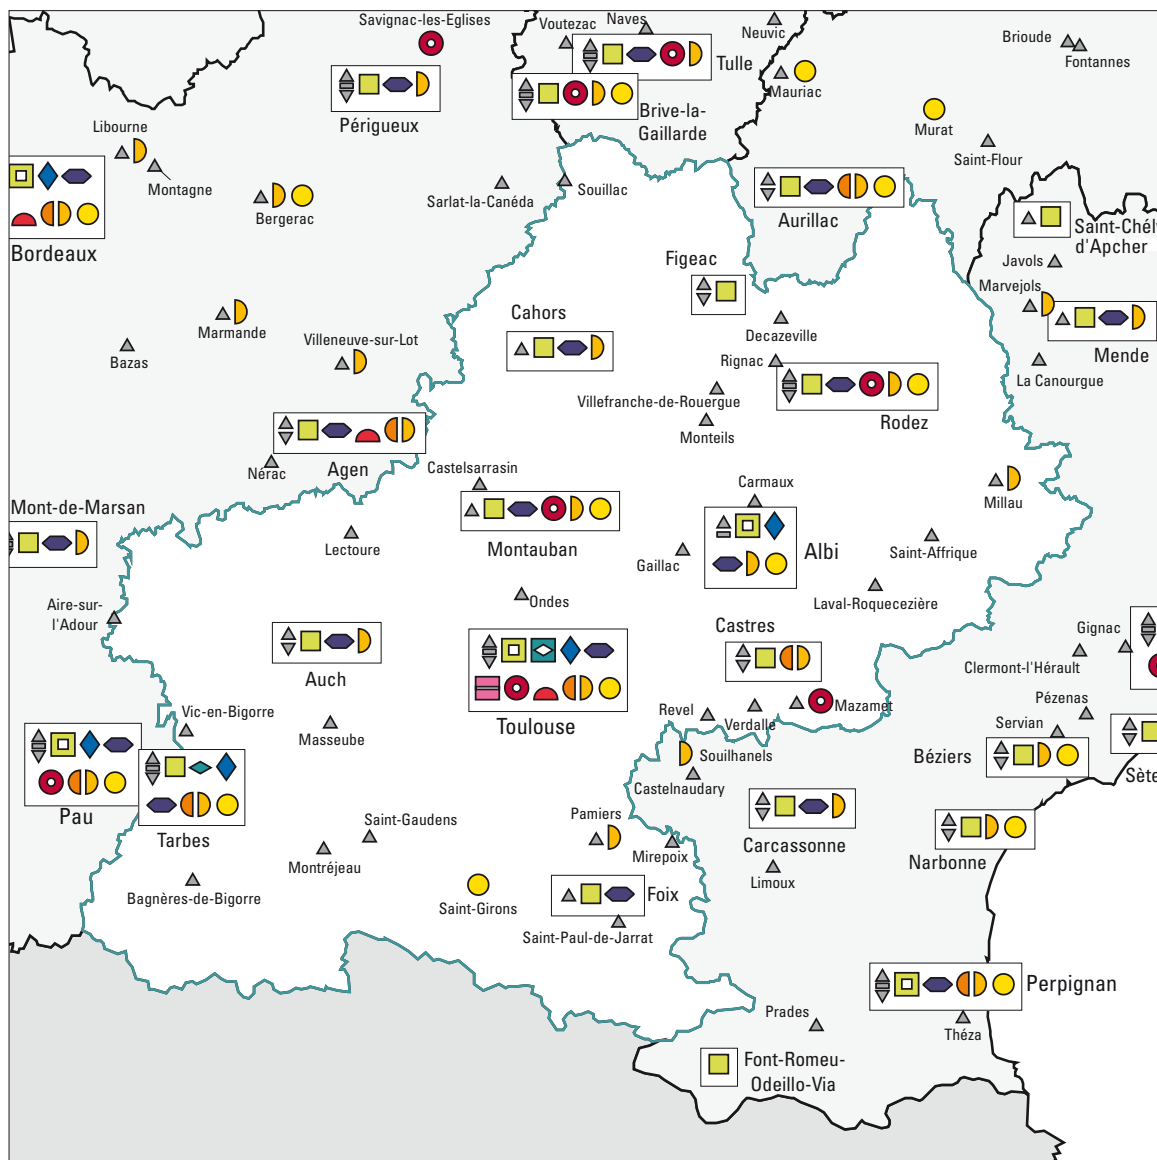 Savignac-les-Eglises
Voutezac
Naves
Neuvic
Brioude
Fontannes
Tulle
Mauriac
Périgueux
Brive-la-
Gaillarde
Murat
Libourne
Montagne
Saint-Flour
Bergerac
Sarlat-la-Canéda
Souillac
Aurillac
Bordeaux
Saint-Chél
d'Apcher
Figeac
Javols
Marvejols
Cahors
Marmande
Decazeville
Mende
Villeneuve-sur-Lot
Bazas
Rignac
La Canourgue
Villefranche-de-Rouergue
Rodez
Monteils
Agen
Nérac
Castelsarrasin
Carmaux
Millau
Mont-de-Marsan
Lectoure
Montauban
Albi
Gaillac
Saint-Affrique
Ondes
Laval-Roquecezière
Aire-sur-
l'Adour
Castres
Gignac
Clermont-l'Hérault
Auch
Pézenas
Vic-en-Bigorre
Masseube
Toulouse
Revel
Verdalle
Mazamet
Servian
Souilhanels
Béziers
Sète
Castelnaudary
Pau
Tarbes
Saint-Gaudens
Pamiers
Mirepoix
Carcassonne
Narbonne
Montréjeau
Limoux
Bagnères-de-Bigorre
Saint-Girons
Foix
Saint-Paul-de-Jarrat
Perpignan
Prades
Théza
Font-Romeu-
Odeillo-Via